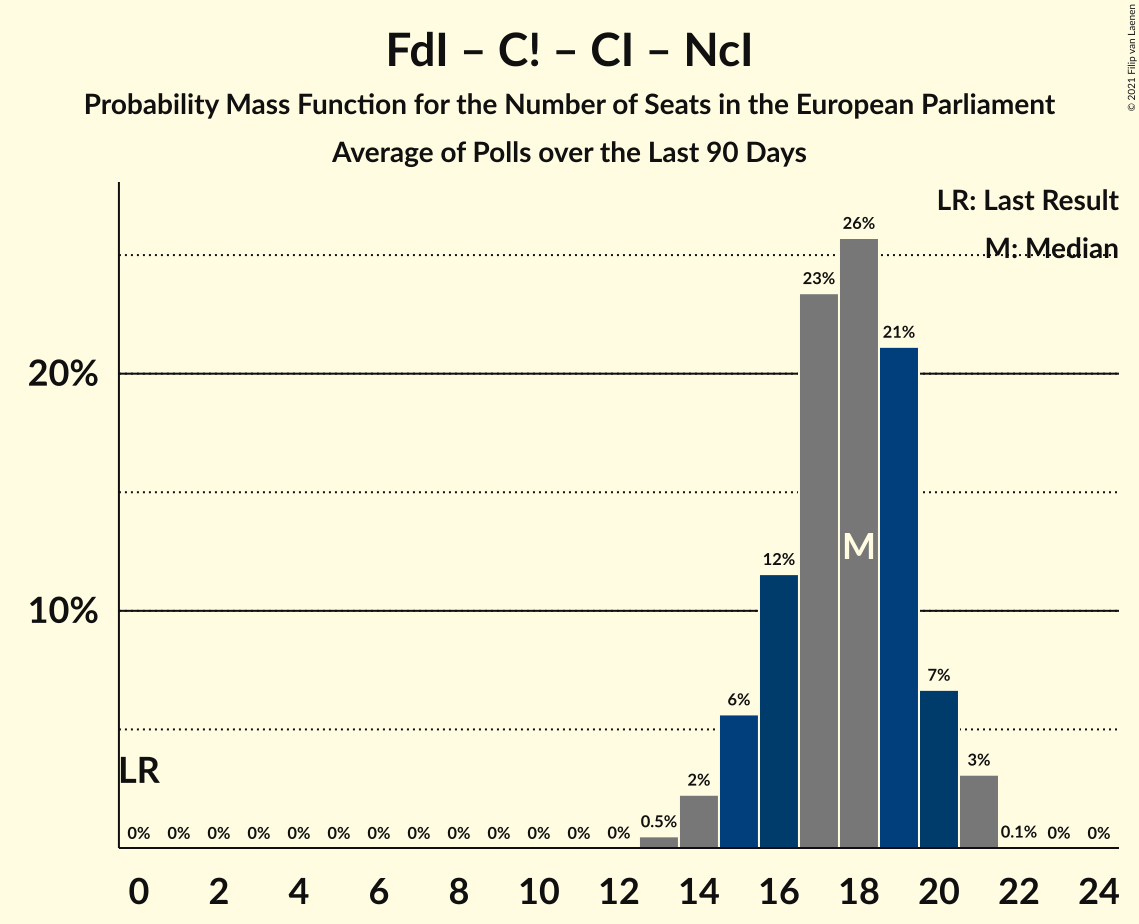 FdI – C! – CI – NcI
Probability Mass Function for the Number of Seats in the European Parliament
Average of Polls over the Last 90 Days
© 2021 Filip van Laenen
LR: Last Result
M: Median
26%
23%
21%
20%
12%
M
10%
7%
6%
LR
3%
2%
0% 0% 0% 0% 0% 0% 0% 0% 0% 0% 0% 0% 0% 0.5% 0.1% 0% 0%
0 2 4 6 8 10 12 14 16 18 20 22 24